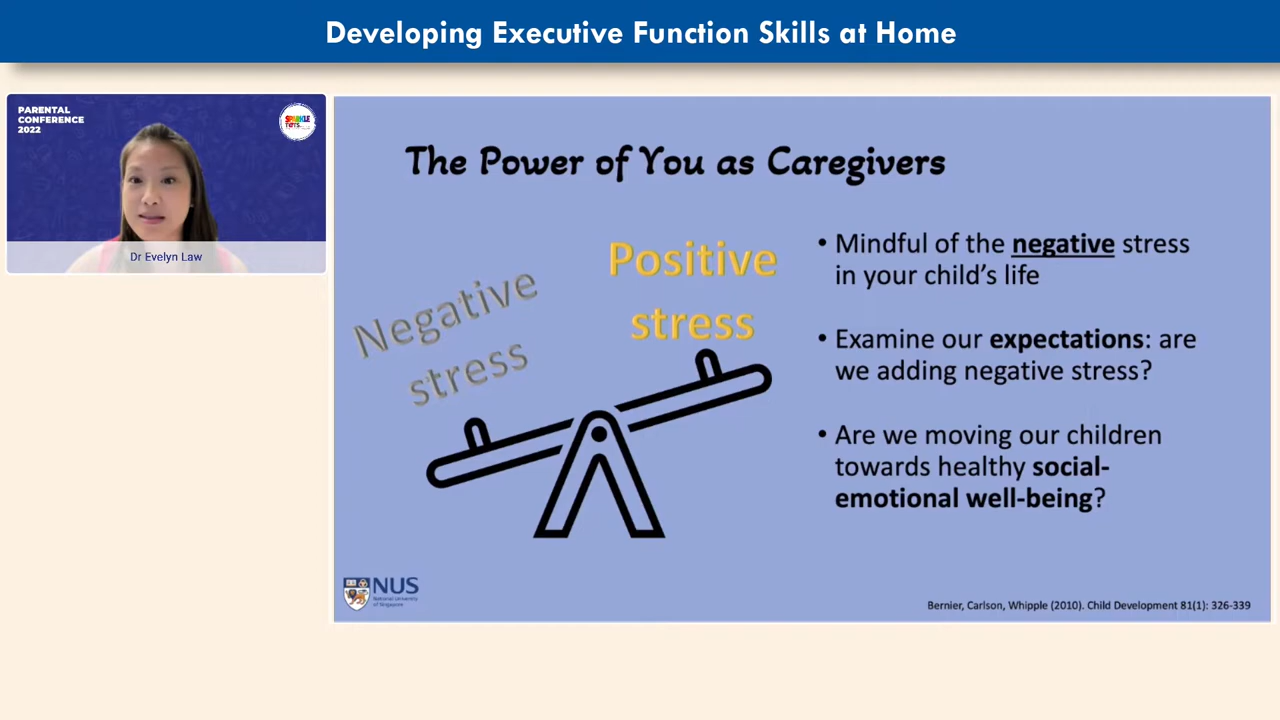 Developing Executive Function Skills at Home
PARENTAL
CONFERENCE
2022
SPARKLE
TOTS
Dr Evelyn Law
The Power of You as Caregivers
Negative
stress
Positive
stress
• Mindful of the negative stress
in your child's life
• Examine our expectations: are
we adding negative stress?
• Are we moving our children
towards healthy social-
emotional well-being?
NUS
National University
of Singapore
Bernier, Carlson, Whipple (2010). Child Development 81(1): 326-339